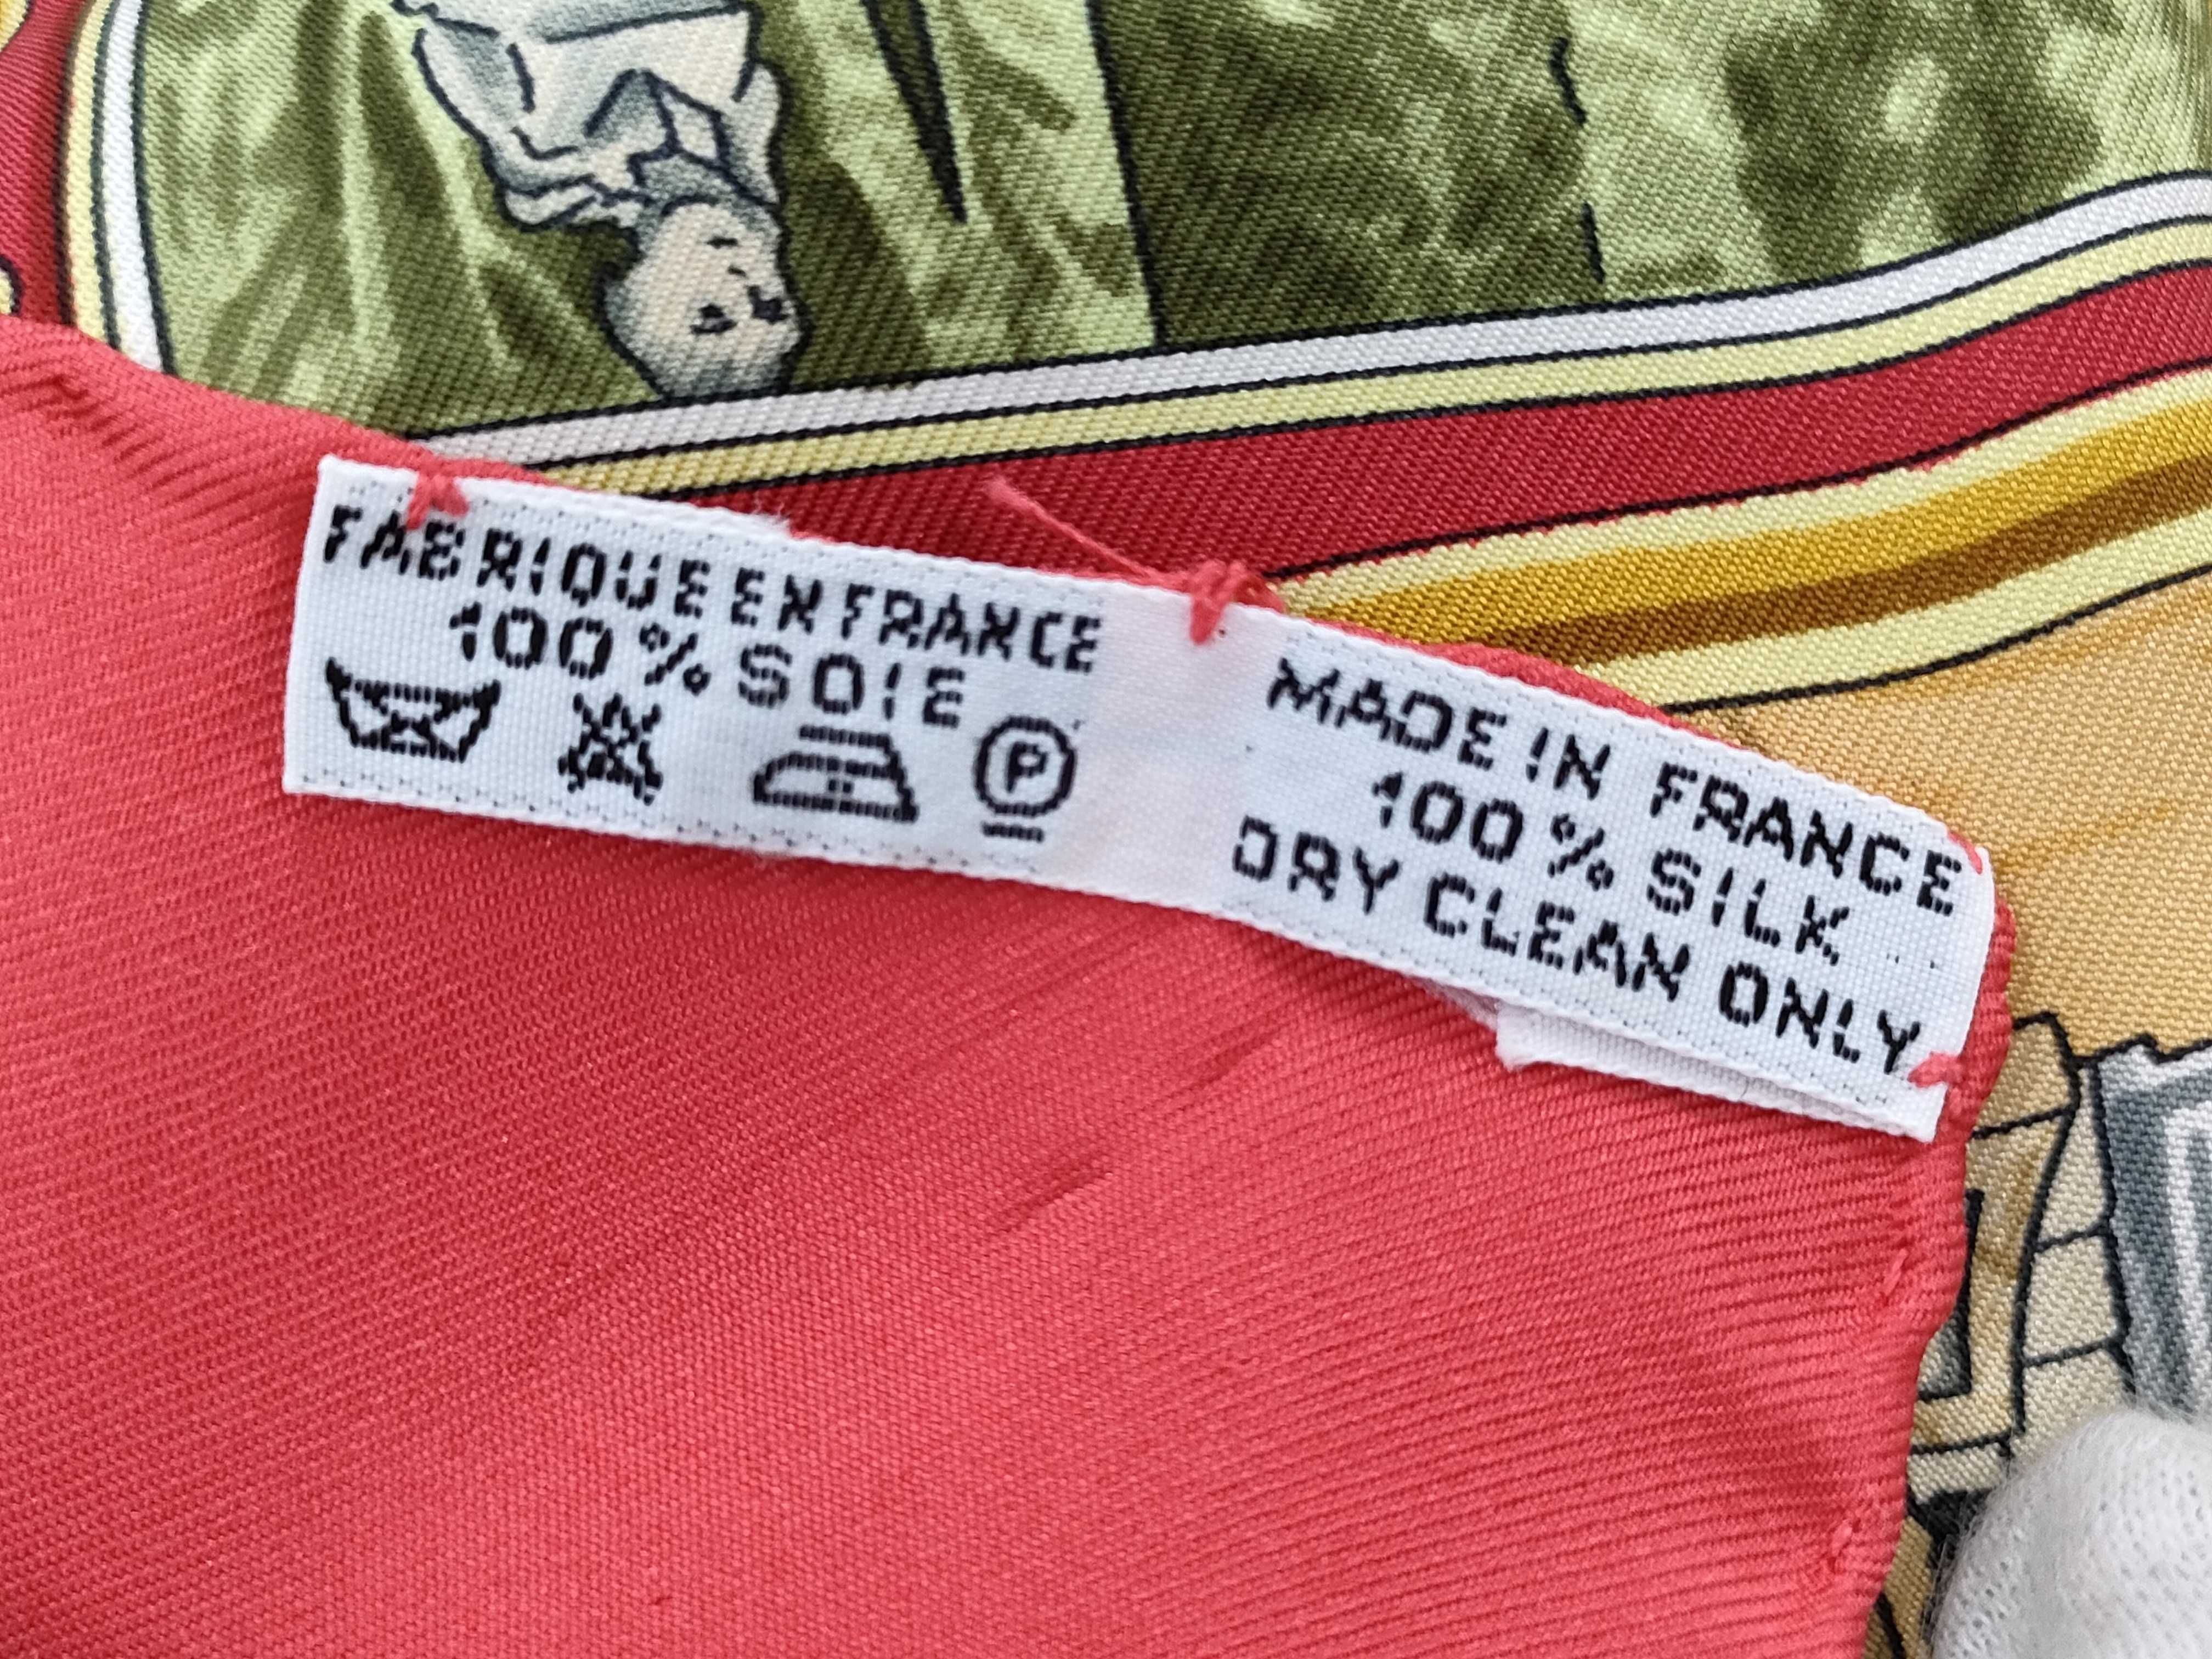 FABRIQUE EN FRANCE
100% SOIE
P
MADE IN FRANCE
100% SILK
DRY CLEAN ONLY